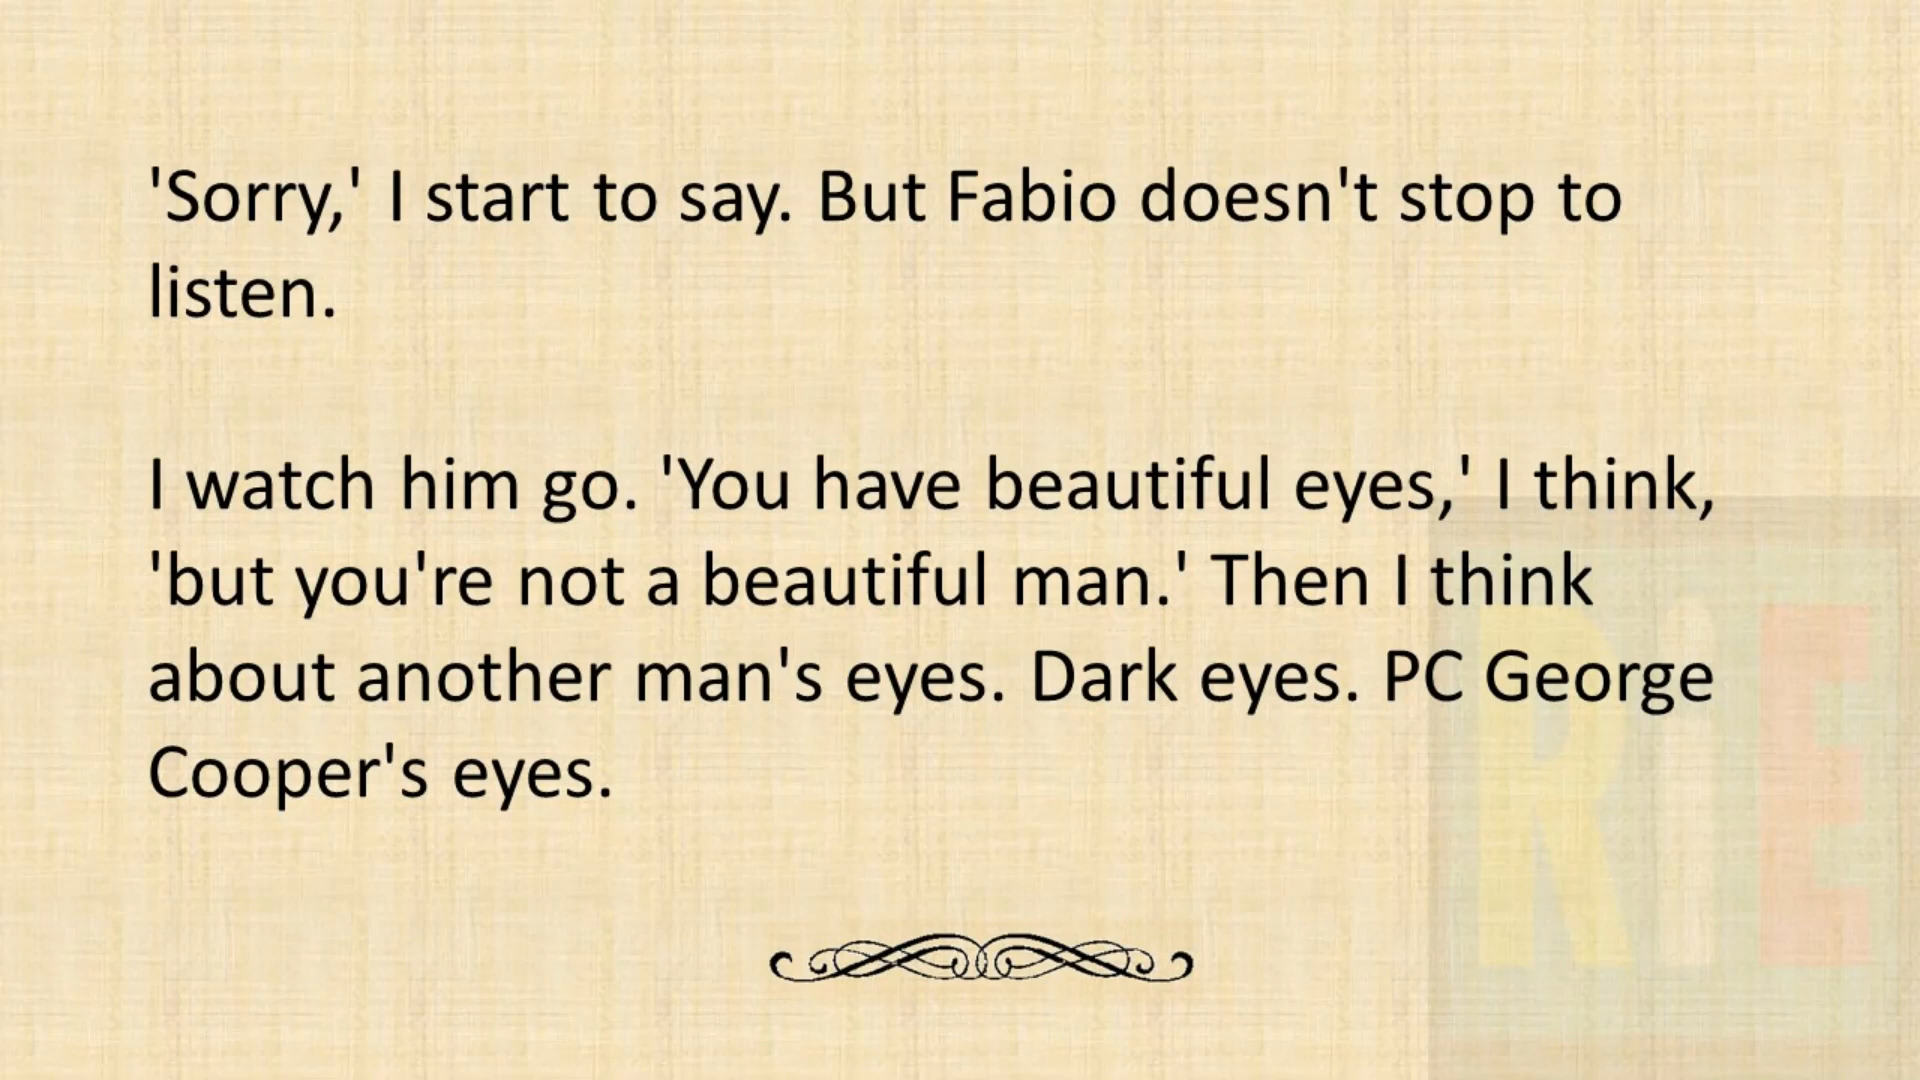 'Sorry,' I start to say. But Fabio doesn't stop to
listen.
I watch him go. 'You have beautiful eyes,' I think,
'but you're not a beautiful man.' Then I think
about another man's eyes. Dark eyes. PC George
Cooper's eyes.
RIE